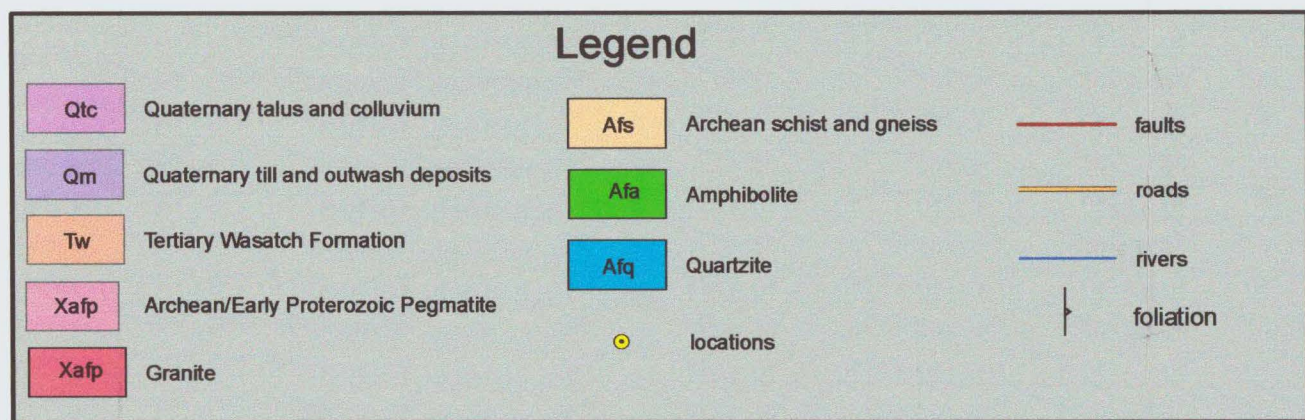 Legend
Qtc Quaternary talus and colluvium
Qm Quaternary till and outwash deposits
Tw Tertiary Wasatch Formation
Xafp Archean/Early Proterozoic Pegmatite
Xafp Granite
Afs Archean schist and gneiss
Afa Amphibolite
Afq Quartzite
locations
faults
roads
rivers
foliation